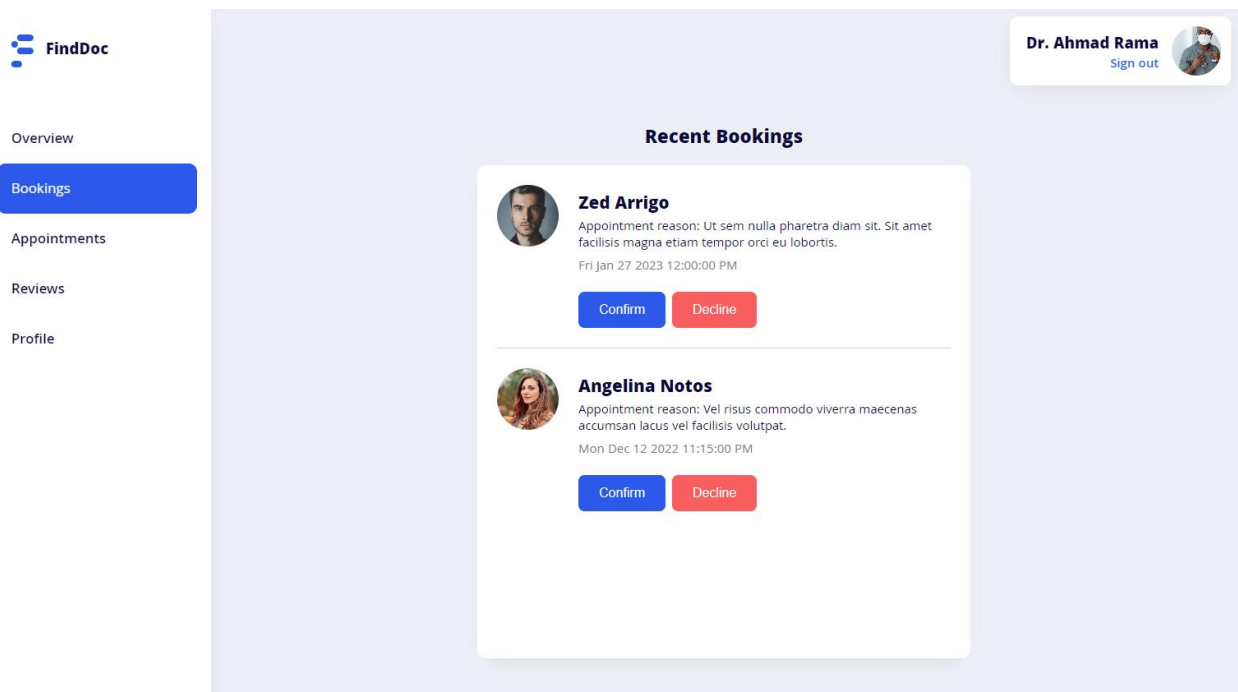 FindDoc
Dr. Ahmad Rama
Sign out
Overview
Bookings
Appointments
Reviews
Profile
Recent Bookings
Zed Arrigo
Appointment reason: Ut sem nulla pharetra diam sit. Sit amet
facilisis magna etiam tempor orci eu lobortis.
Fri Jan 27 2023 12:00:00 PM
Confirm Decline
Angelina Notos
Appointment reason: Vel risus commodo viverra maecenas
accumsan lacus vel facilisis volutpat.
Mon Dec 12 2022 11:15:00 PM
Confirm Decline